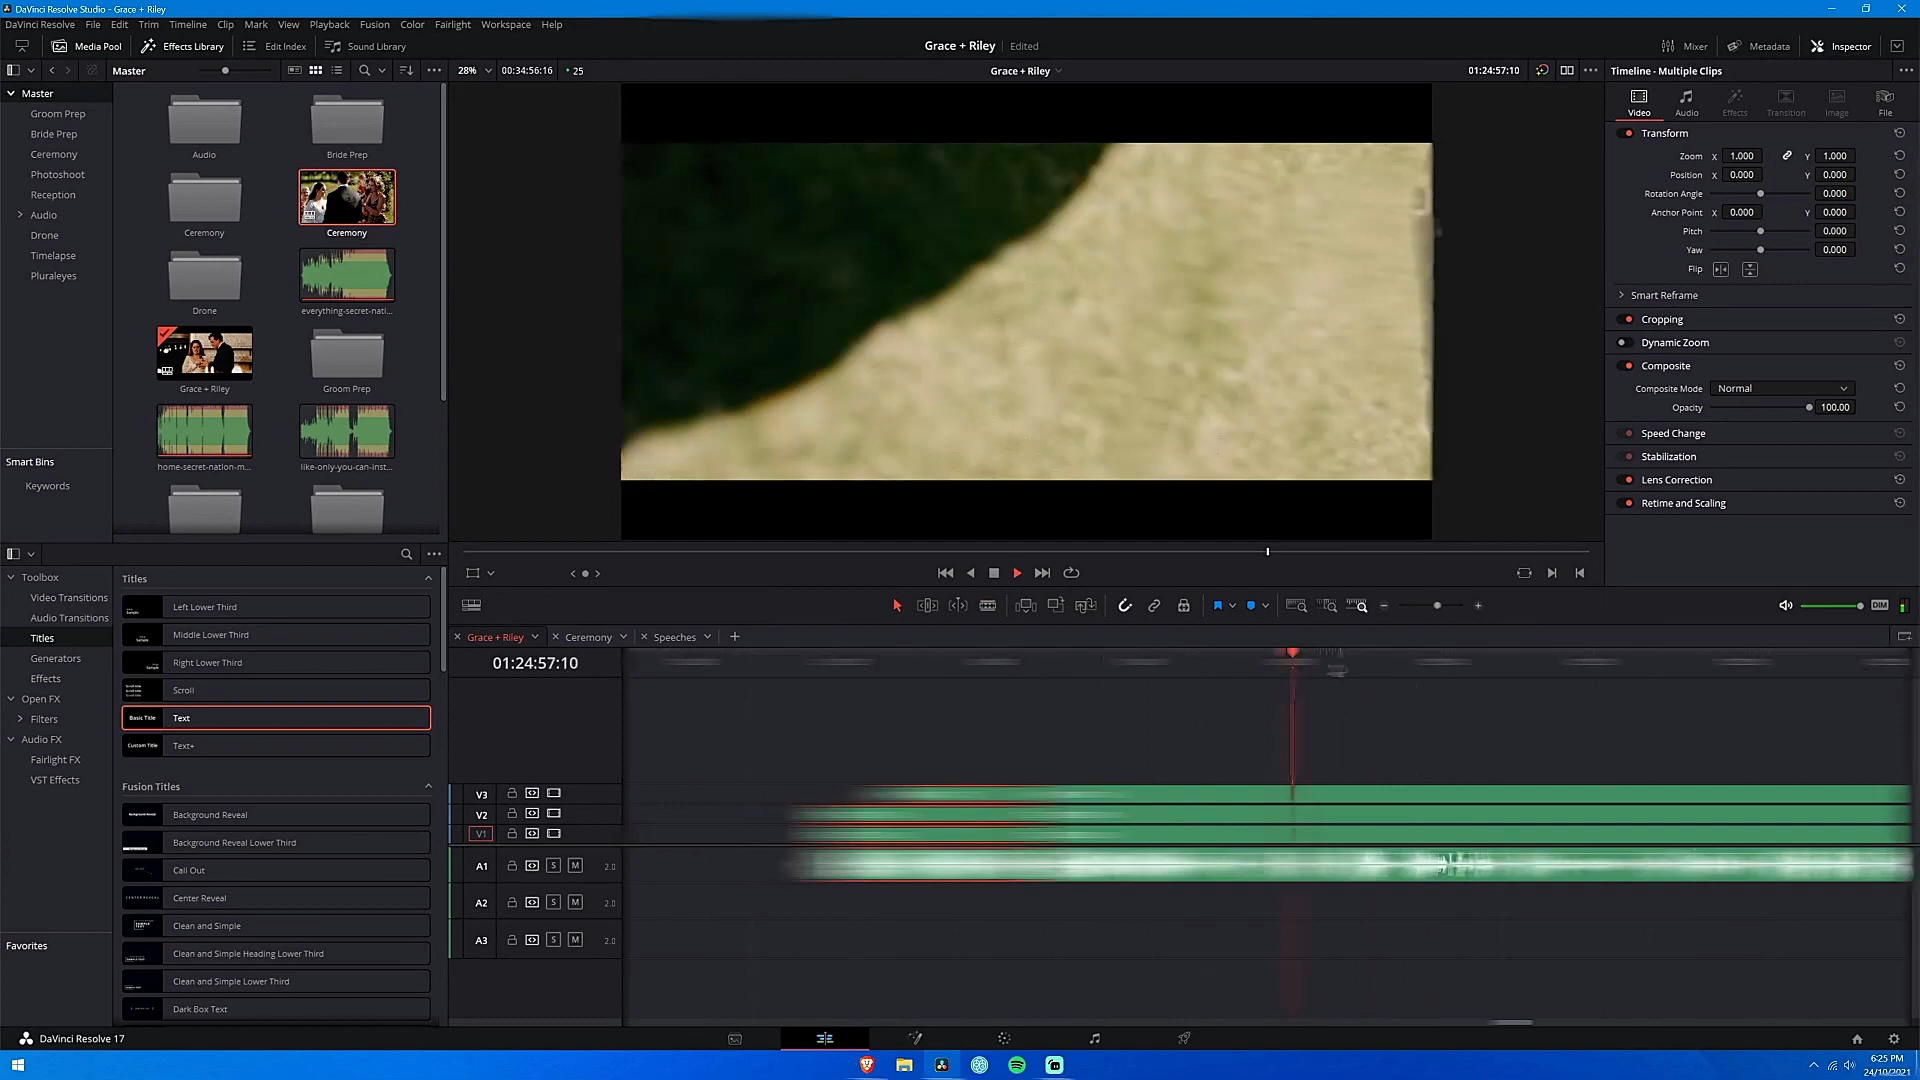 DaVinci Resolve Studio - Grace + Riley
DaVinci Resolve File Edit Trim Timeline Clip Mark View Playback Fusion Color Fairlight Workspace Help
Media Pool Effects Library Edit Index Sound Library Grace + Riley Edited Mixer Metadata Inspector
Master 28% 00:34:56:16 25 Grace + Riley 01:24:57:10 Timeline - Multiple Clips
Master
Groom Prep
Bride Prep
Ceremony
Photoshoot
Reception
Audio
Drone
Timelapse
Pluraleyes
Smart Bins
Keywords
Audio Bride Prep
Ceremony Ceremony
Drone everything-secret-nati...
Grace + Riley Groom Prep
home-secret-nation-m... like-only-you-can-inst...
Video Audio Effects Transition Image File
Transform
Zoom X 1.000 Y 1.000
Position X 0.000 Y 0.000
Rotation Angle 0.000
Anchor Point X 0.000 Y 0.000
Pitch 0.000
Yaw 0.000
Flip
Smart Reframe
Cropping
Dynamic Zoom
Composite
Composite Mode Normal
Opacity 100.00
Speed Change
Stabilization
Lens Correction
Retime and Scaling
Toolbox
Video Transitions
Audio Transitions
Titles
Generators
Effects
Open FX
Filters
Audio FX
Fairlight FX
VST Effects
Favorites
Titles
Left Lower Third
Middle Lower Third
Right Lower Third
Scroll
Basic Title Text
Custom Title Text+
Fusion Titles
Background Reveal
Background Reveal Lower Third
Call Out
Center Reveal
Clean and Simple
Clean and Simple Heading Lower Third
Clean and Simple Lower Third
Dark Box Text
DIM
Grace + Riley Ceremony Speeches
01:24:57:10
V3
V2
V1
A1 S M 2.0
A2 S M 2.0
A3 S M 2.0
DaVinci Resolve 17
6:25 PM
24/10/2021